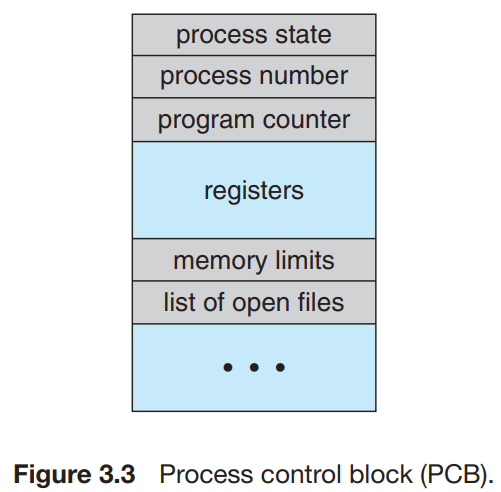 process state
process number
program counter
registers
memory limits
list of open files
• • •
Figure 3.3 Process control block (PCB).